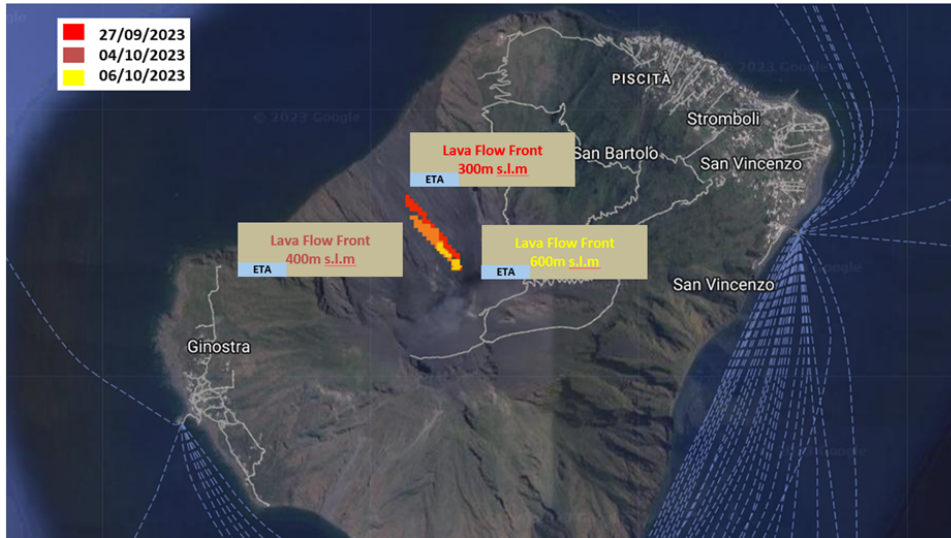 27/09/2023
04/10/2023
06/10/2023
PISCITÀ
© 2023 Google
2023 Google
Stromboli
Lava Flow Front
300m s.l.m
ETA
San Bartolo
San Vincenzo
Lava Flow Front
400m s.l.m
ETA
Lava Flow Front
600m s.l.m
ETA
San Vincenzo
Ginostra